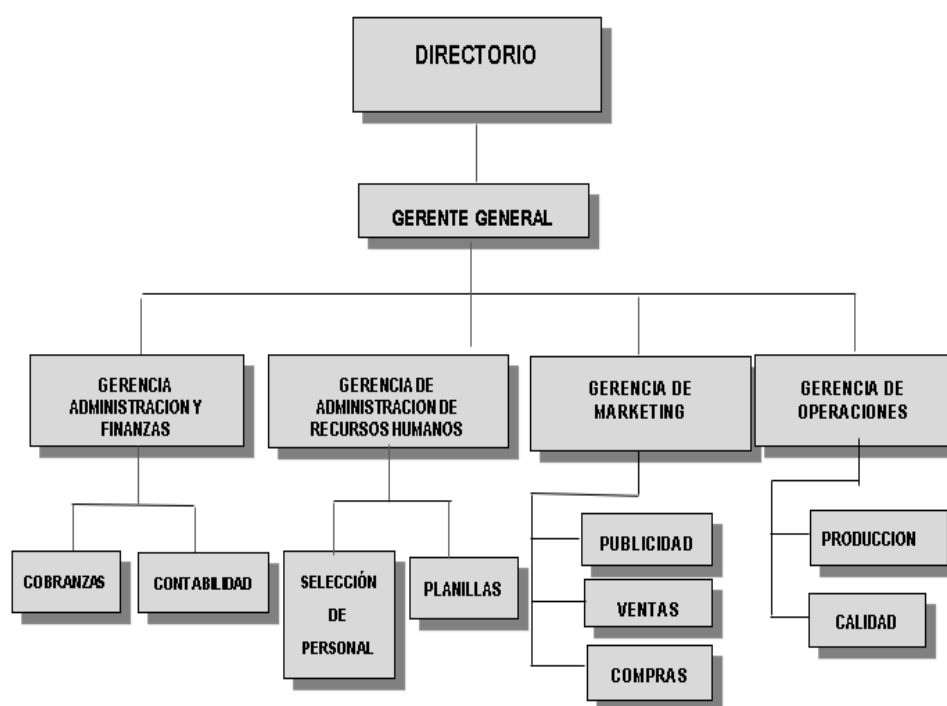 DIRECTORIO
GERENTE GENERAL
GERENCIA
ADMINISTRACION Y
FINANZAS
GERENCIA DE
ADMINISTRACION DE
RECURSOS HUMANOS
GERENCIA DE
MARKETING
GERENCIA DE
OPERACIONES
COBRANZAS
CONTABILIDAD
SELECCIÓN
DE
PERSONAL
PLANILLAS
PUBLICIDAD
VENTAS
COMPRAS
PRODUCCION
CALIDAD